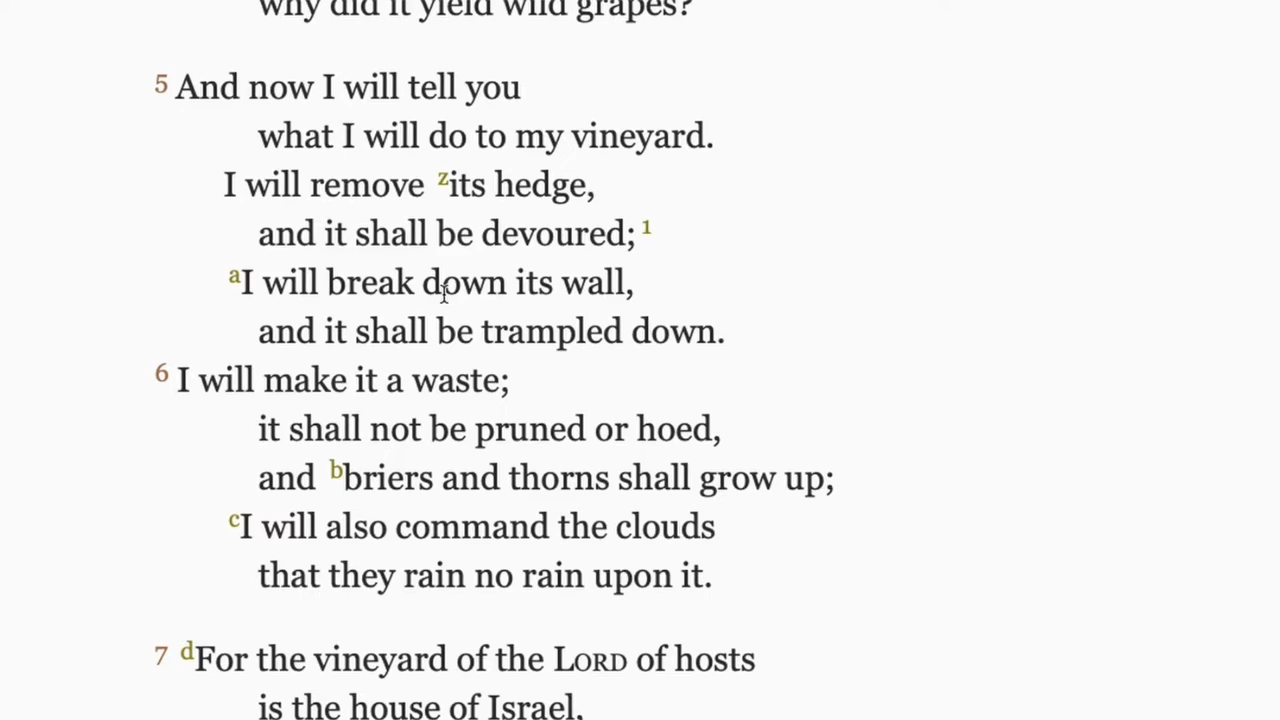 why did it yield wild grapes?
5 And now I will tell you
what I will do to my vineyard.
I will remove z its hedge,
and it shall be devoured; 1
a I will break down its wall,
and it shall be trampled down.
6 I will make it a waste;
it shall not be pruned or hoed,
and b briers and thorns shall grow up;
c I will also command the clouds
that they rain no rain upon it.
7 d For the vineyard of the LORD of hosts
is the house of Israel,